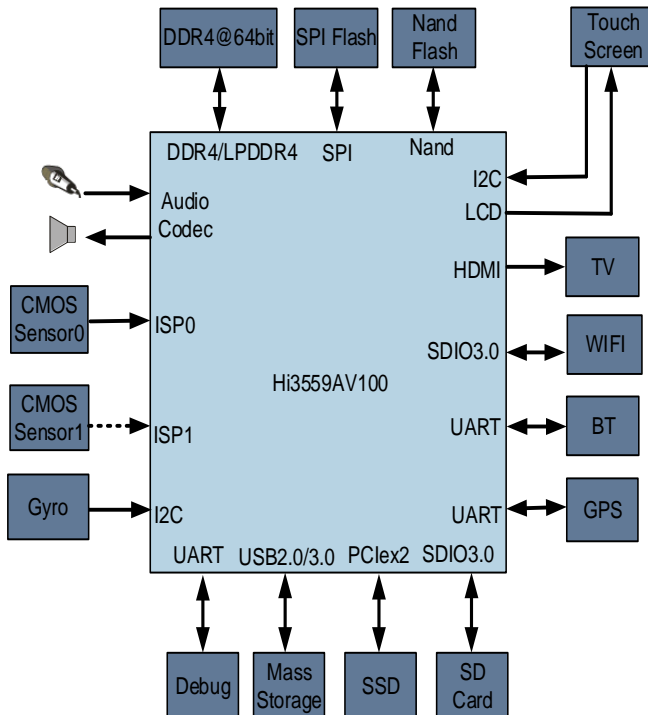 DDR4@64bit
SPI Flash
Nand
Flash
Touch
Screen
DDR4/LPDDR4
SPI
Nand
I2C
LCD
Audio
Codec
HDMI
TV
CMOS
Sensor0
ISP0
SDIO3.0
WIFI
Hi3559AV100
CMOS
Sensor1
ISP1
UART
BT
Gyro
I2C
UART
GPS
UART
USB2.0/3.0
PCIex2
SDIO3.0
Debug
Mass
Storage
SSD
SD
Card